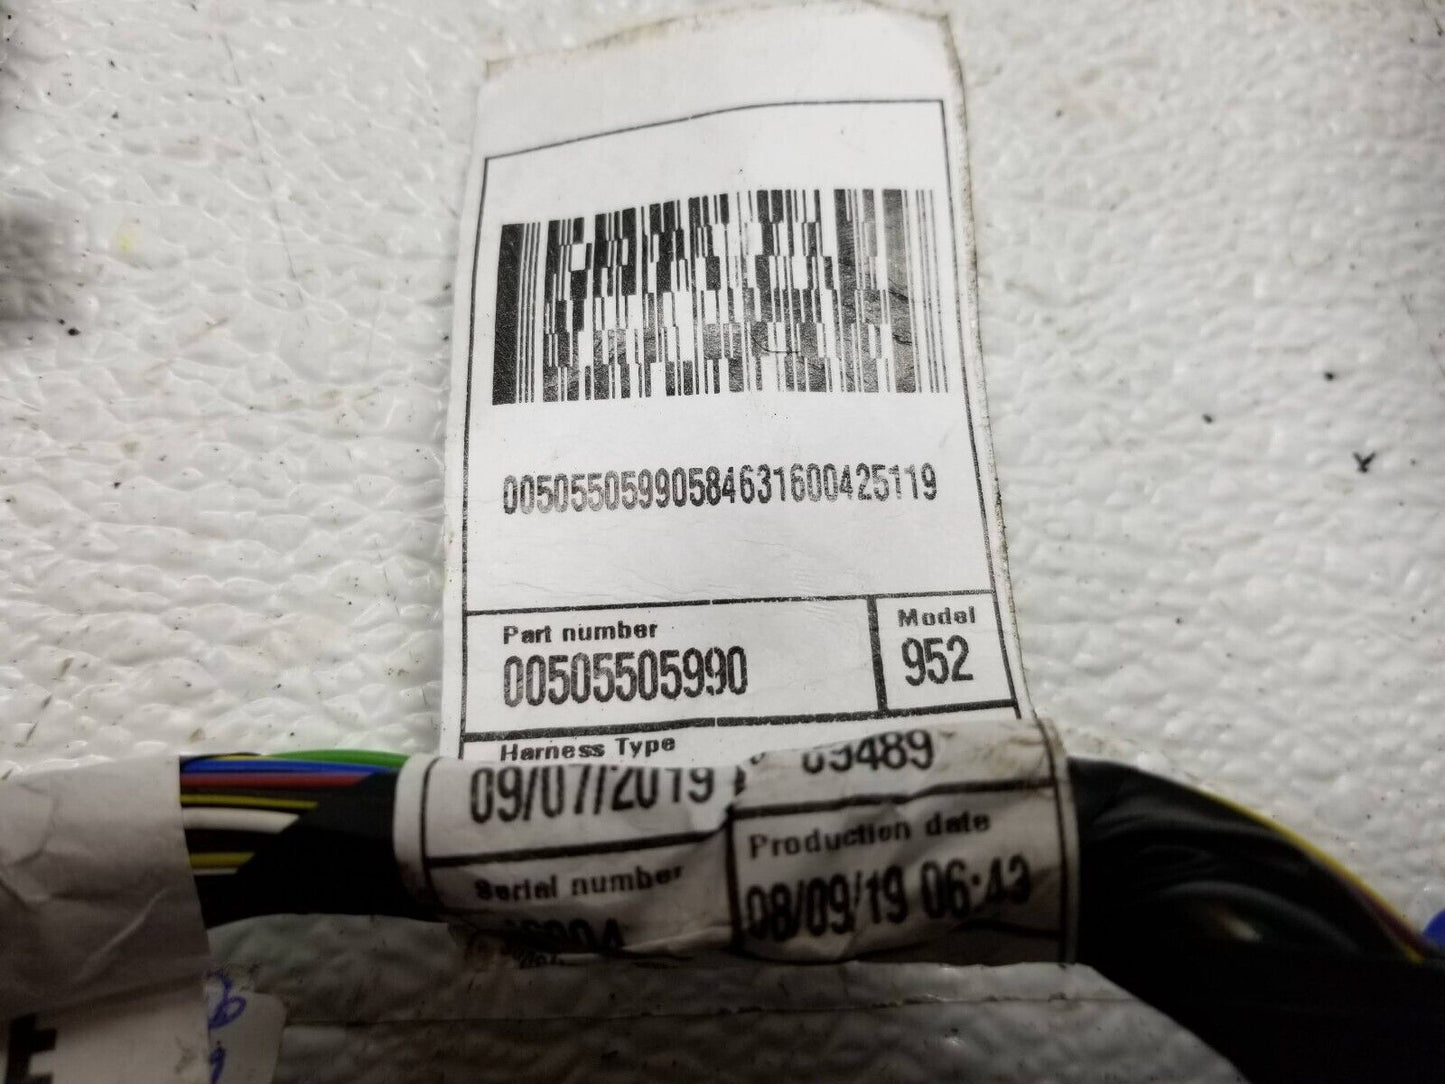 00505505990584631600425119
Part number
Model
00505505990
952
Harness Type
09/07/2019
09489
Production date
Serial number
08/09/19 06:43